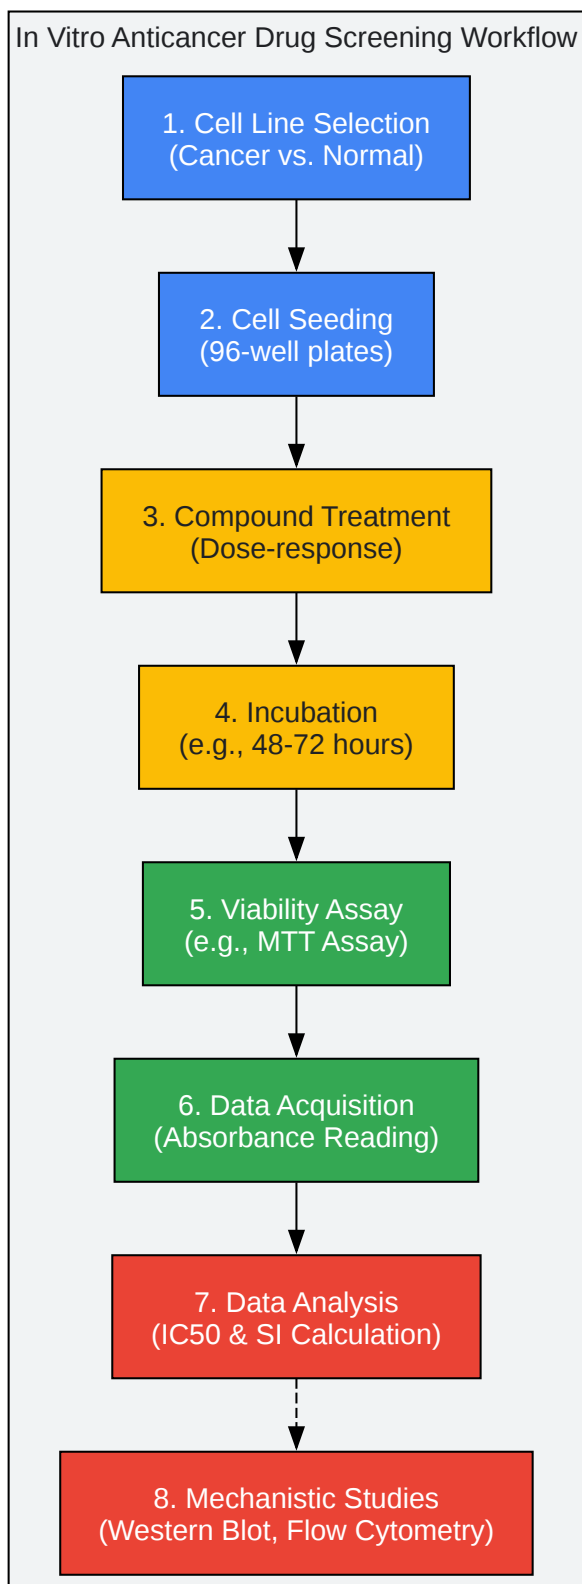 In Vitro Anticancer Drug Screening Workflow
1. Cell Line Selection
(Cancer vs. Normal)
2. Cell Seeding
(96-well plates)
3. Compound Treatment
(Dose-response)
4. Incubation
(e.g., 48-72 hours)
5. Viability Assay
(e.g., MTT Assay)
6. Data Acquisition
(Absorbance Reading)
7. Data Analysis
(IC50 & SI Calculation)
8. Mechanistic Studies
(Western Blot, Flow Cytometry)